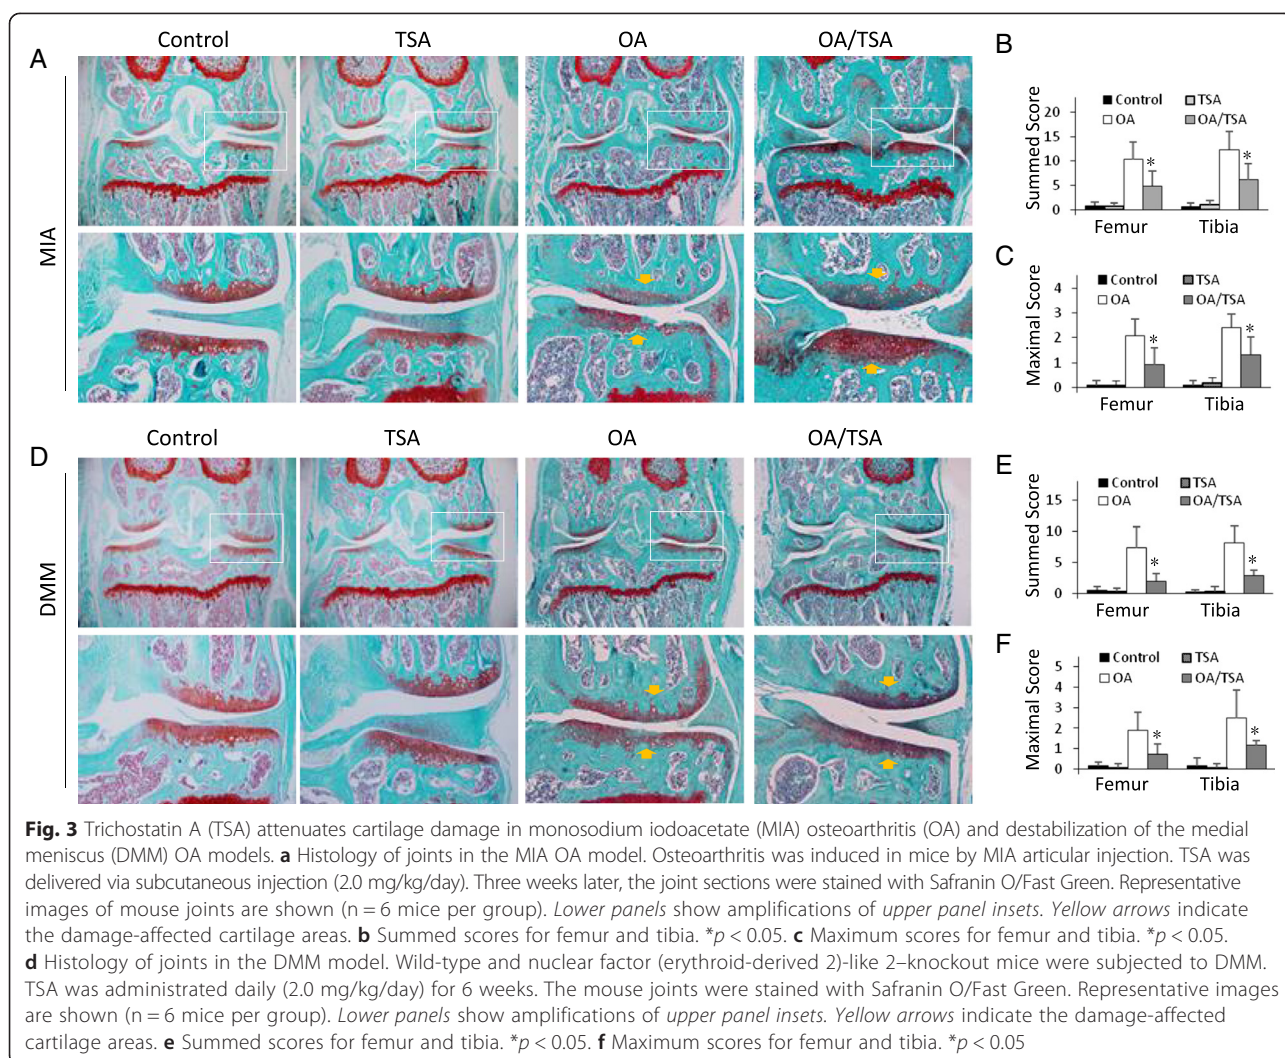 Control TSA OA OA/TSA
A
MIA
B
Summed Score
Control TSA
OA OA/TSA
20
15
10
5
0
* *
Femur Tibia
C
Maximal Score
Control TSA
OA OA/TSA
4
3
2
1
0
* *
Femur Tibia
Control TSA OA OA/TSA
D
DMM
E
Summed Score
Control TSA
OA OA/TSA
15
10
5
0
* *
Femur Tibia
F
Maximal Score
Control TSA
OA OA/TSA
5
4
3
2
1
0
* *
Femur Tibia
Fig. 3 Trichostatin A (TSA) attenuates cartilage damage in monosodium iodoacetate (MIA) osteoarthritis (OA) and destabilization of the medial
meniscus (DMM) OA models. a Histology of joints in the MIA OA model. Osteoarthritis was induced in mice by MIA articular injection. TSA was
delivered via subcutaneous injection (2.0 mg/kg/day). Three weeks later, the joint sections were stained with Safranin O/Fast Green. Representative
images of mouse joints are shown (n = 6 mice per group). Lower panels show amplifications of upper panel insets. Yellow arrows indicate
the damage-affected cartilage areas. b Summed scores for femur and tibia. *p < 0.05. c Maximum scores for femur and tibia. *p < 0.05.
d Histology of joints in the DMM model. Wild-type and nuclear factor (erythroid-derived 2)-like 2–knockout mice were subjected to DMM.
TSA was administrated daily (2.0 mg/kg/day) for 6 weeks. The mouse joints were stained with Safranin O/Fast Green. Representative images
are shown (n = 6 mice per group). Lower panels show amplifications of upper panel insets. Yellow arrows indicate the damage-affected
cartilage areas. e Summed scores for femur and tibia. *p < 0.05. f Maximum scores for femur and tibia. *p < 0.05